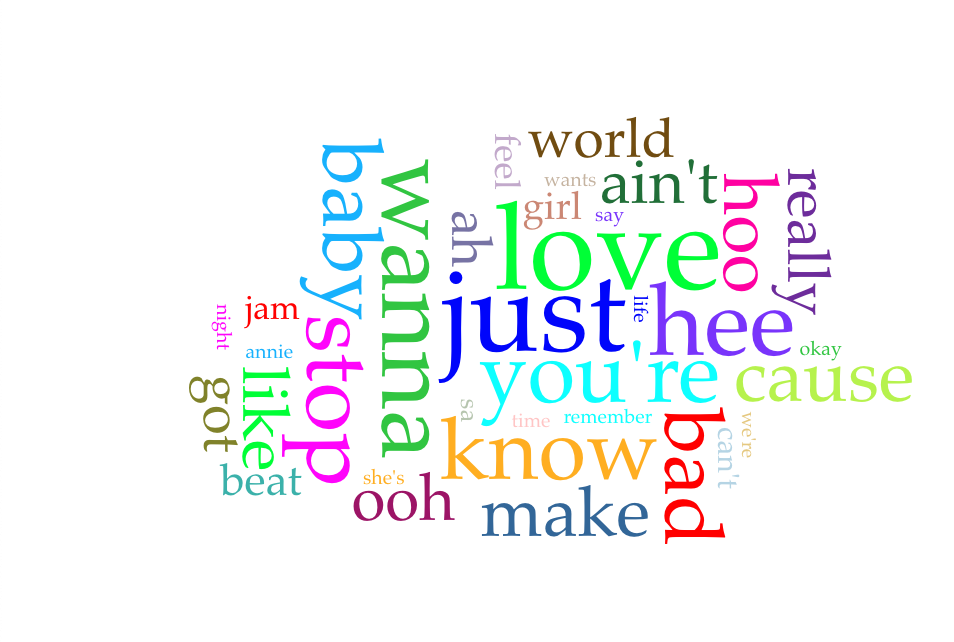 world
feel
wants
ain't
girl
say
baby
wanna
ah
love
hoo
really
just
life
hee
jam
night
annie
stop
you're
okay
cause
got
like
sa
time
remember
know
bad
can't
we're
beat
she's
ooh
make